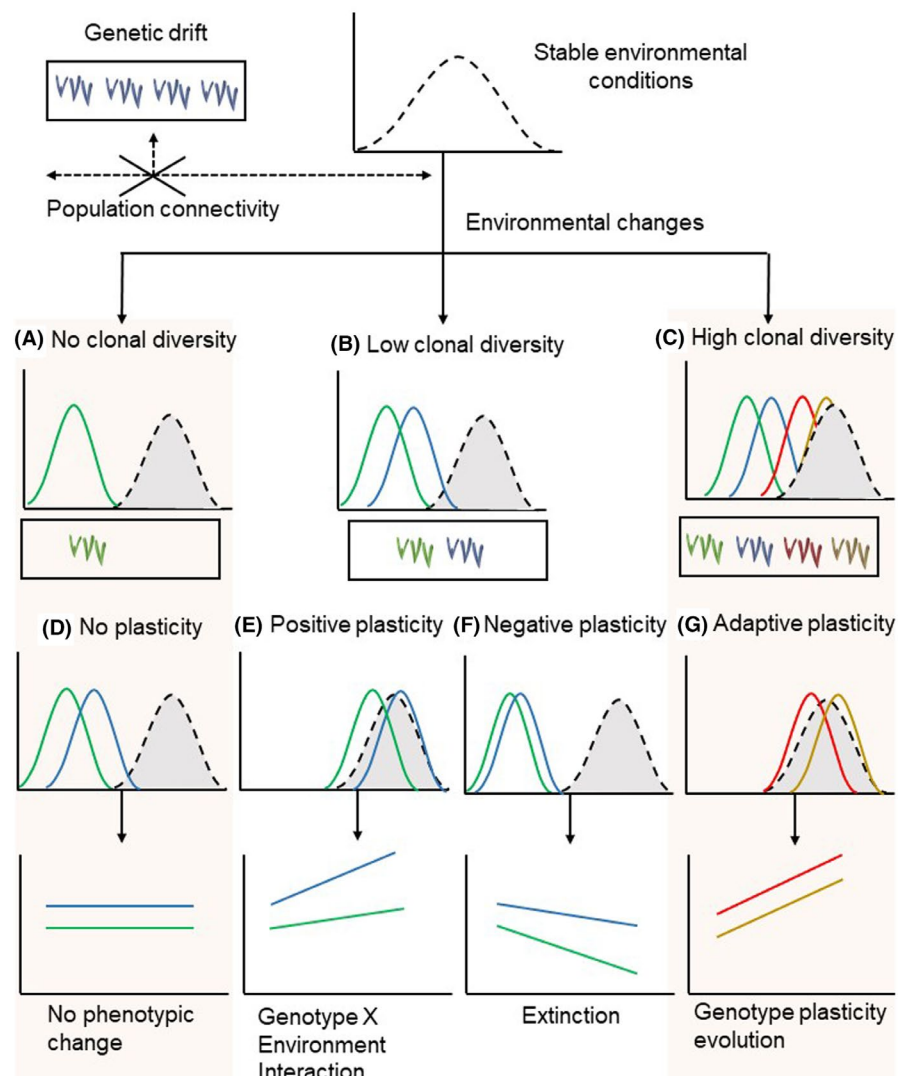 Genetic drift
Stable environmental
conditions
Population connectivity
Environmental changes
(A) No clonal diversity
(B) Low clonal diversity
(C) High clonal diversity
(D) No plasticity
(E) Positive plasticity
(F) Negative plasticity
(G) Adaptive plasticity
No phenotypic
change
Genotype X
Environment
Interaction
Extinction
Genotype plasticity
evolution